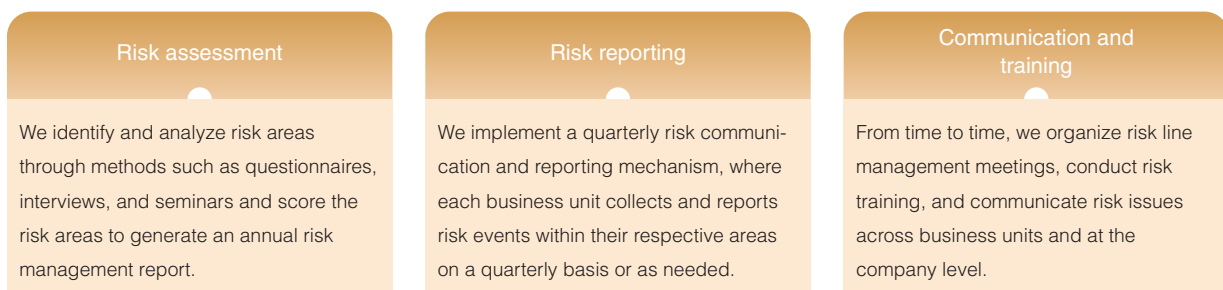 Risk assessment
We identify and analyze risk areas
through methods such as questionnaires,
interviews, and seminars and score the
risk areas to generate an annual risk
management report.
Risk reporting
We implement a quarterly risk communi-
cation and reporting mechanism, where
each business unit collects and reports
risk events within their respective areas
on a quarterly basis or as needed.
Communication and
training
From time to time, we organize risk line
management meetings, conduct risk
training, and communicate risk issues
across business units and at the
company level.